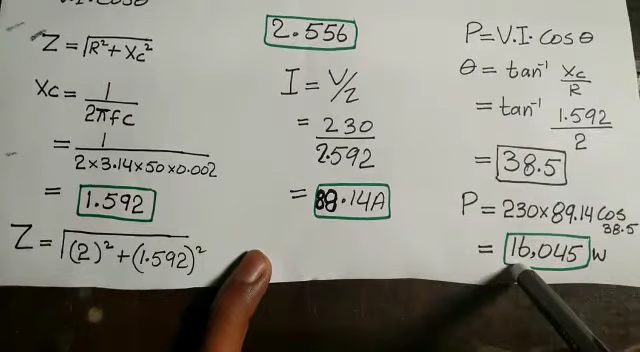 V.I. cosθ
Z = √R² + Xc²
Xc = 1/2πfc
= 1/2×3.14×50×0.002
= 1.592
Z = √(2)² + (1.592)²
2.556
I = V/Z
= 230/2.592
= 88.14A
P = V.I. cosθ
θ = tan⁻¹ Xc/R
= tan⁻¹ 1.592/2
= 38.5
P = 230×89.14 cos 38.5
= 16,045 W